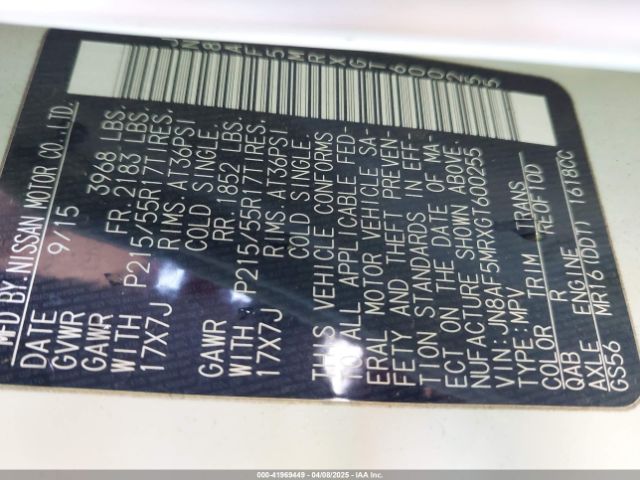 JN8AF5MRXGT600255
MFD BY. NISSAN MOTOR CO., LTD.
DATE 9/15
GVWR 3968 LBS.
GAWR FR. 2183 LBS.
WITH P215/55R17TIRES.
17X7J RIMS. AT36PSI
COLD SINGLE.
GAWR RR. 1852 LBS.
WITH P215/55R17TIRES.
17X7J RIMS. AT36PSI
COLD SINGLE
THIS VEHICLE CONFORMS
TO ALL APPLICABLE FED-
ERAL MOTOR VEHICLE SA-
FETY AND THEFT PREVEN-
TION STANDARDS IN EFF-
ECT ON THE DATE OF MA-
NUFACTURE SHOWN ABOVE.
VIN: JN8AF5MRXGT600255
TYPE: MPV
COLOR TRIM TRANS
QAB R RE0F10D
AXLE ENGINE
GS56 MR16(DDT) 1618CC
000-41969449 04/08/2025 IAA Inc.